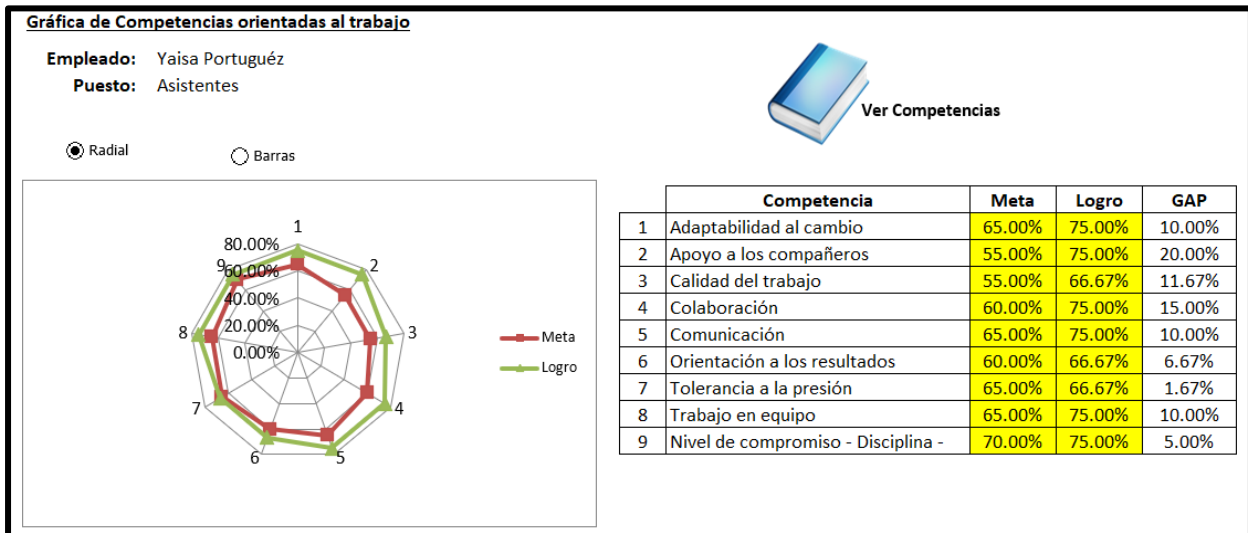 Gráfica de Competencias orientadas al trabajo
Empleado: Yaisa Portuguéz
Puesto: Asistentes
Ver Competencias
Radial
Barras
1
2
3
4
5
6
7
8
9
80.00%
60.00%
40.00%
20.00%
0.00%
Meta
Logro
Competencia Meta Logro GAP
1 Adaptabilidad al cambio 65.00% 75.00% 10.00%
2 Apoyo a los compañeros 55.00% 75.00% 20.00%
3 Calidad del trabajo 55.00% 66.67% 11.67%
4 Colaboración 60.00% 75.00% 15.00%
5 Comunicación 65.00% 75.00% 10.00%
6 Orientación a los resultados 60.00% 66.67% 6.67%
7 Tolerancia a la presión 65.00% 66.67% 1.67%
8 Trabajo en equipo 65.00% 75.00% 10.00%
9 Nivel de compromiso - Disciplina - 70.00% 75.00% 5.00%